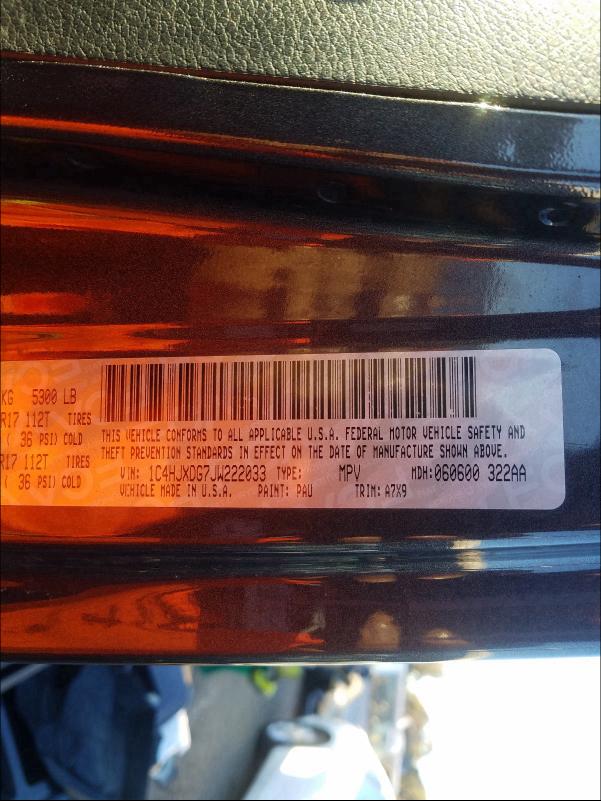 KG 5300 LB
R17 112T TIRES
( 36 PSI) COLD
R17 112T TIRES
( 36 PSI) COLD
THIS VEHICLE CONFORMS TO ALL APPLICABLE U.S.A. FEDERAL MOTOR VEHICLE SAFETY AND
THEFT PREVENTION STANDARDS IN EFFECT ON THE DATE OF MANUFACTURE SHOWN ABOVE.
VIN: 1C4HJXDG7JW222033 TYPE: MPV MDH: 060600 322AA
VEHICLE MADE IN U.S.A. PAINT: PAU TRIM: A7X9